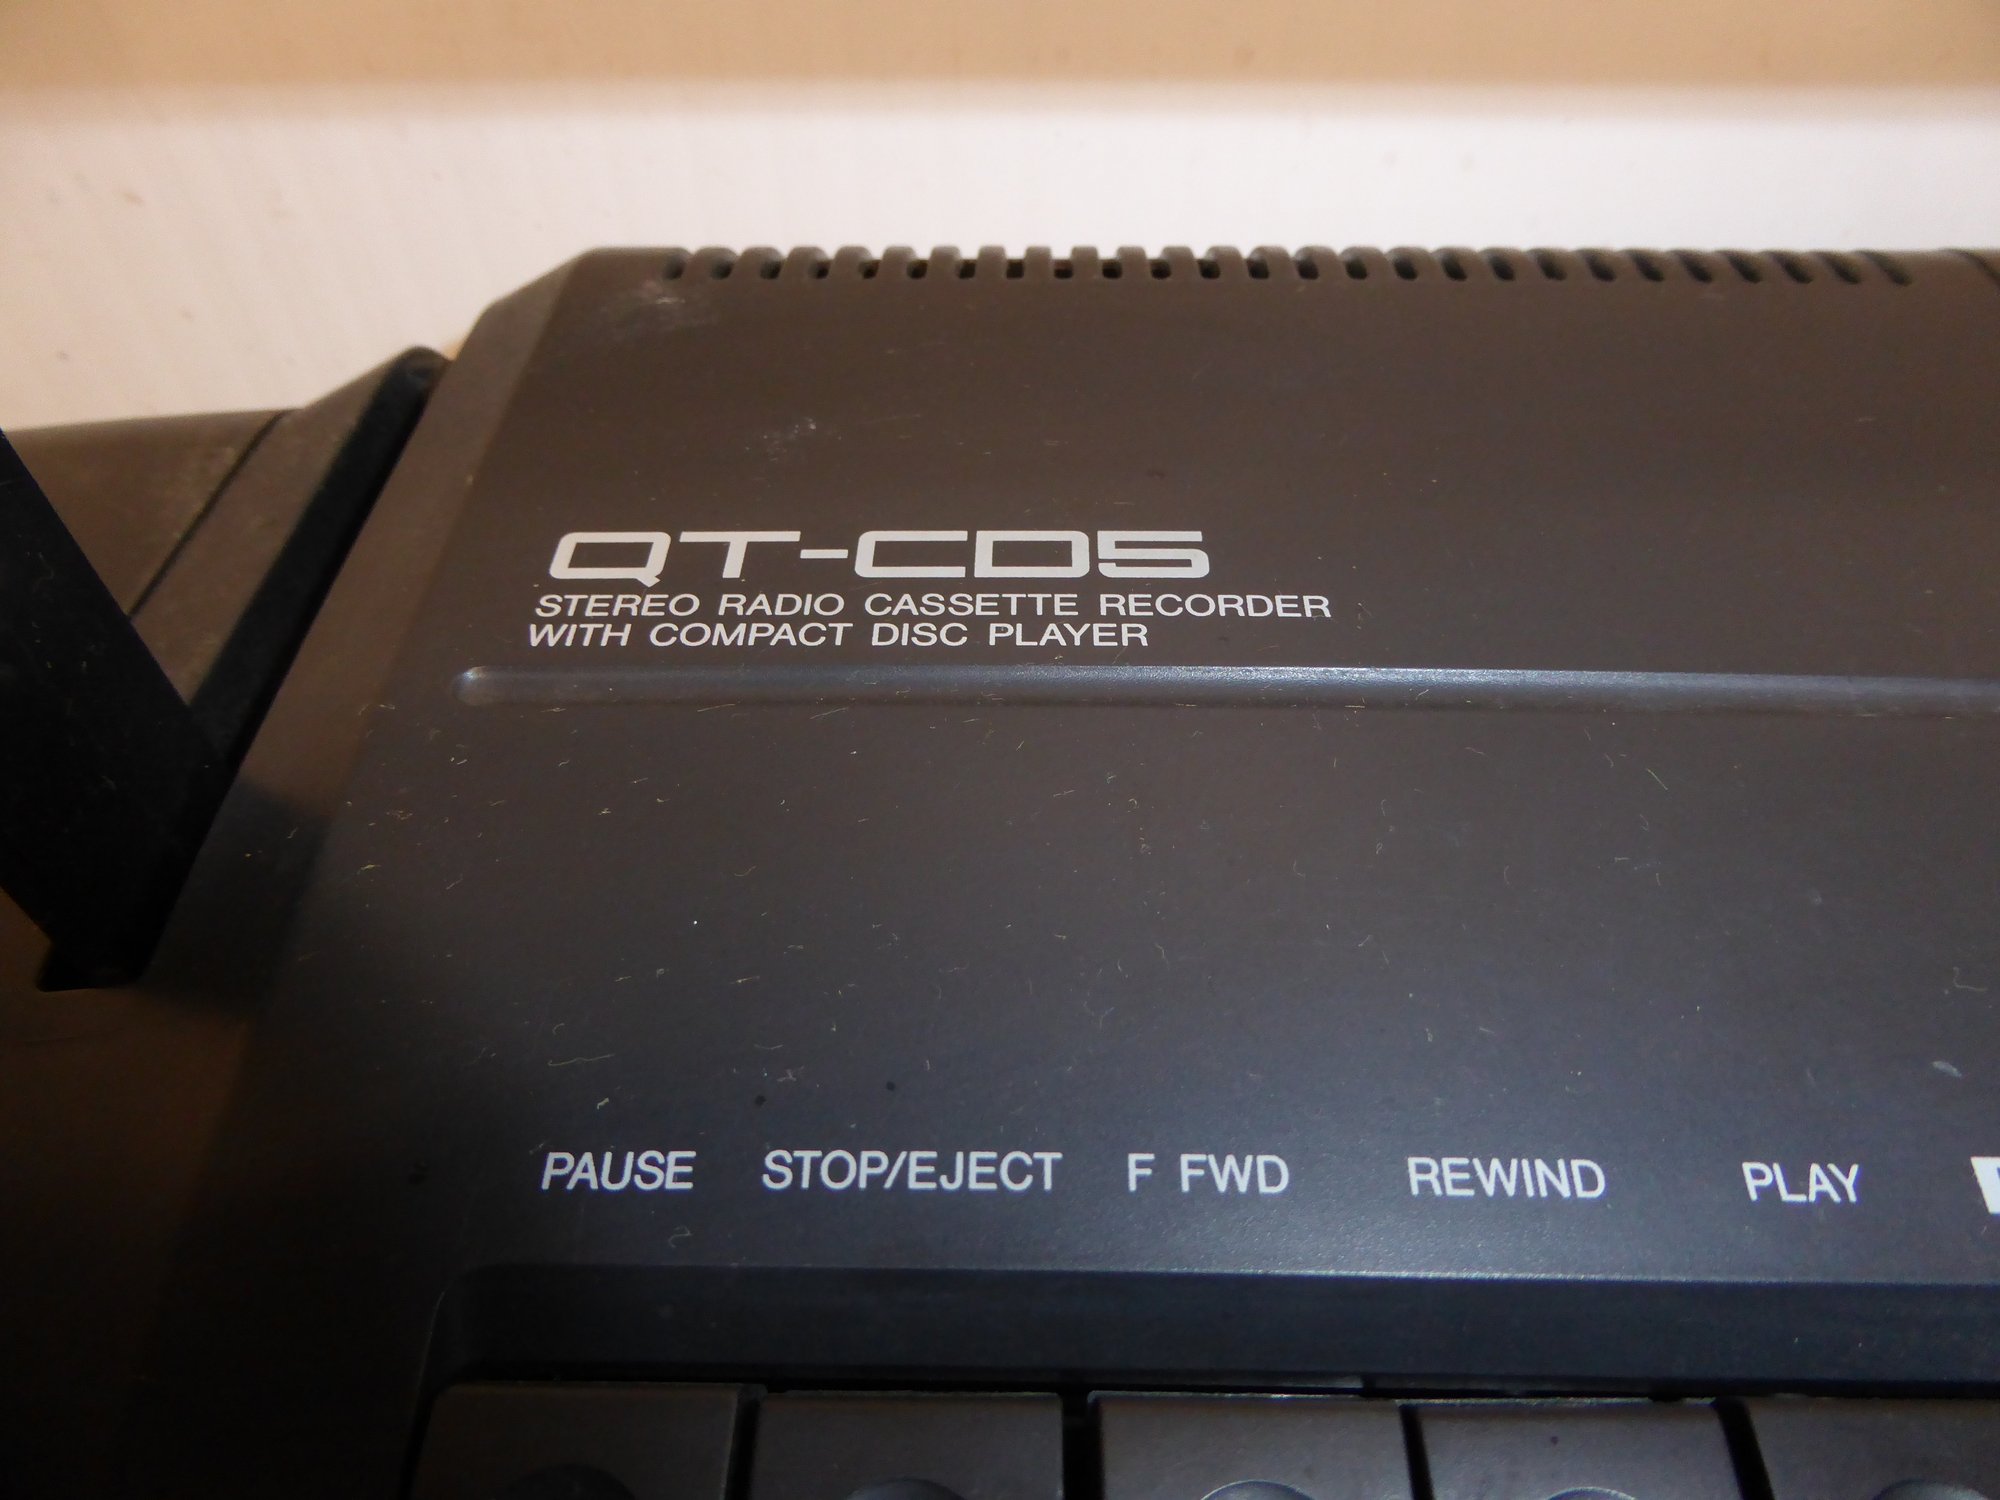 QT-CD5
STEREO RADIO CASSETTE RECORDER
WITH COMPACT DISC PLAYER
PAUSE STOP/EJECT F FWD REWIND PLAY